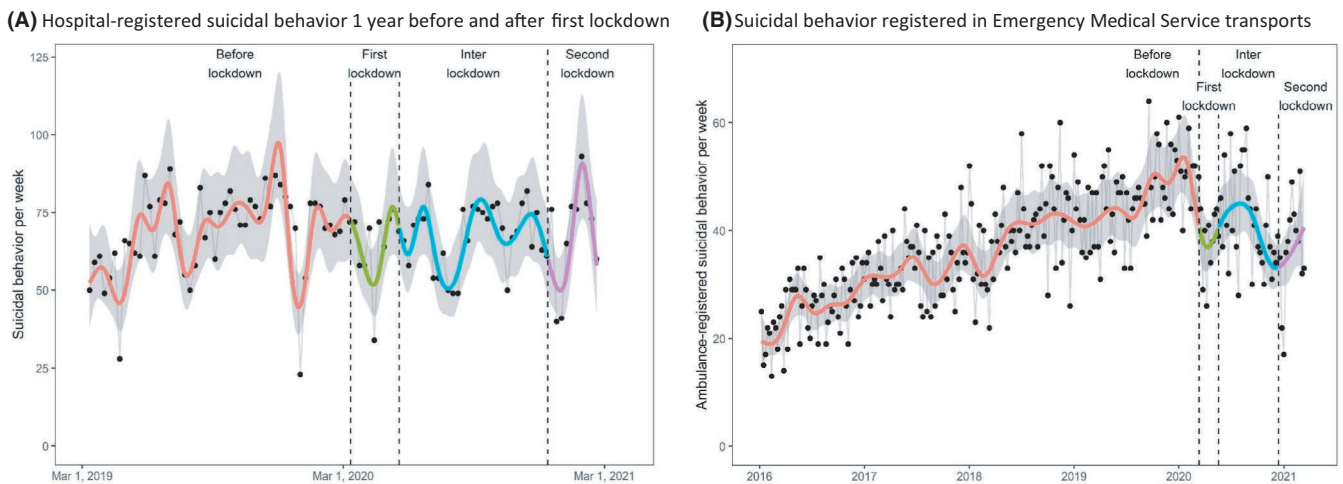 (A) Hospital-registered suicidal behavior 1 year before and after first lockdown
Before
lockdown
First
lockdown
Inter
lockdown
Second
lockdown
Suicidal behavior per week
125
100
75
50
25
0
Mar 1, 2019
Mar 1, 2020
Mar 1, 2021
(B) Suicidal behavior registered in Emergency Medical Service transports
Before
lockdown
First
lockdown
Inter
lockdown
Second
lockdown
Ambulance-registered suicidal behavior per week
60
40
20
0
2016
2017
2018
2019
2020
2021